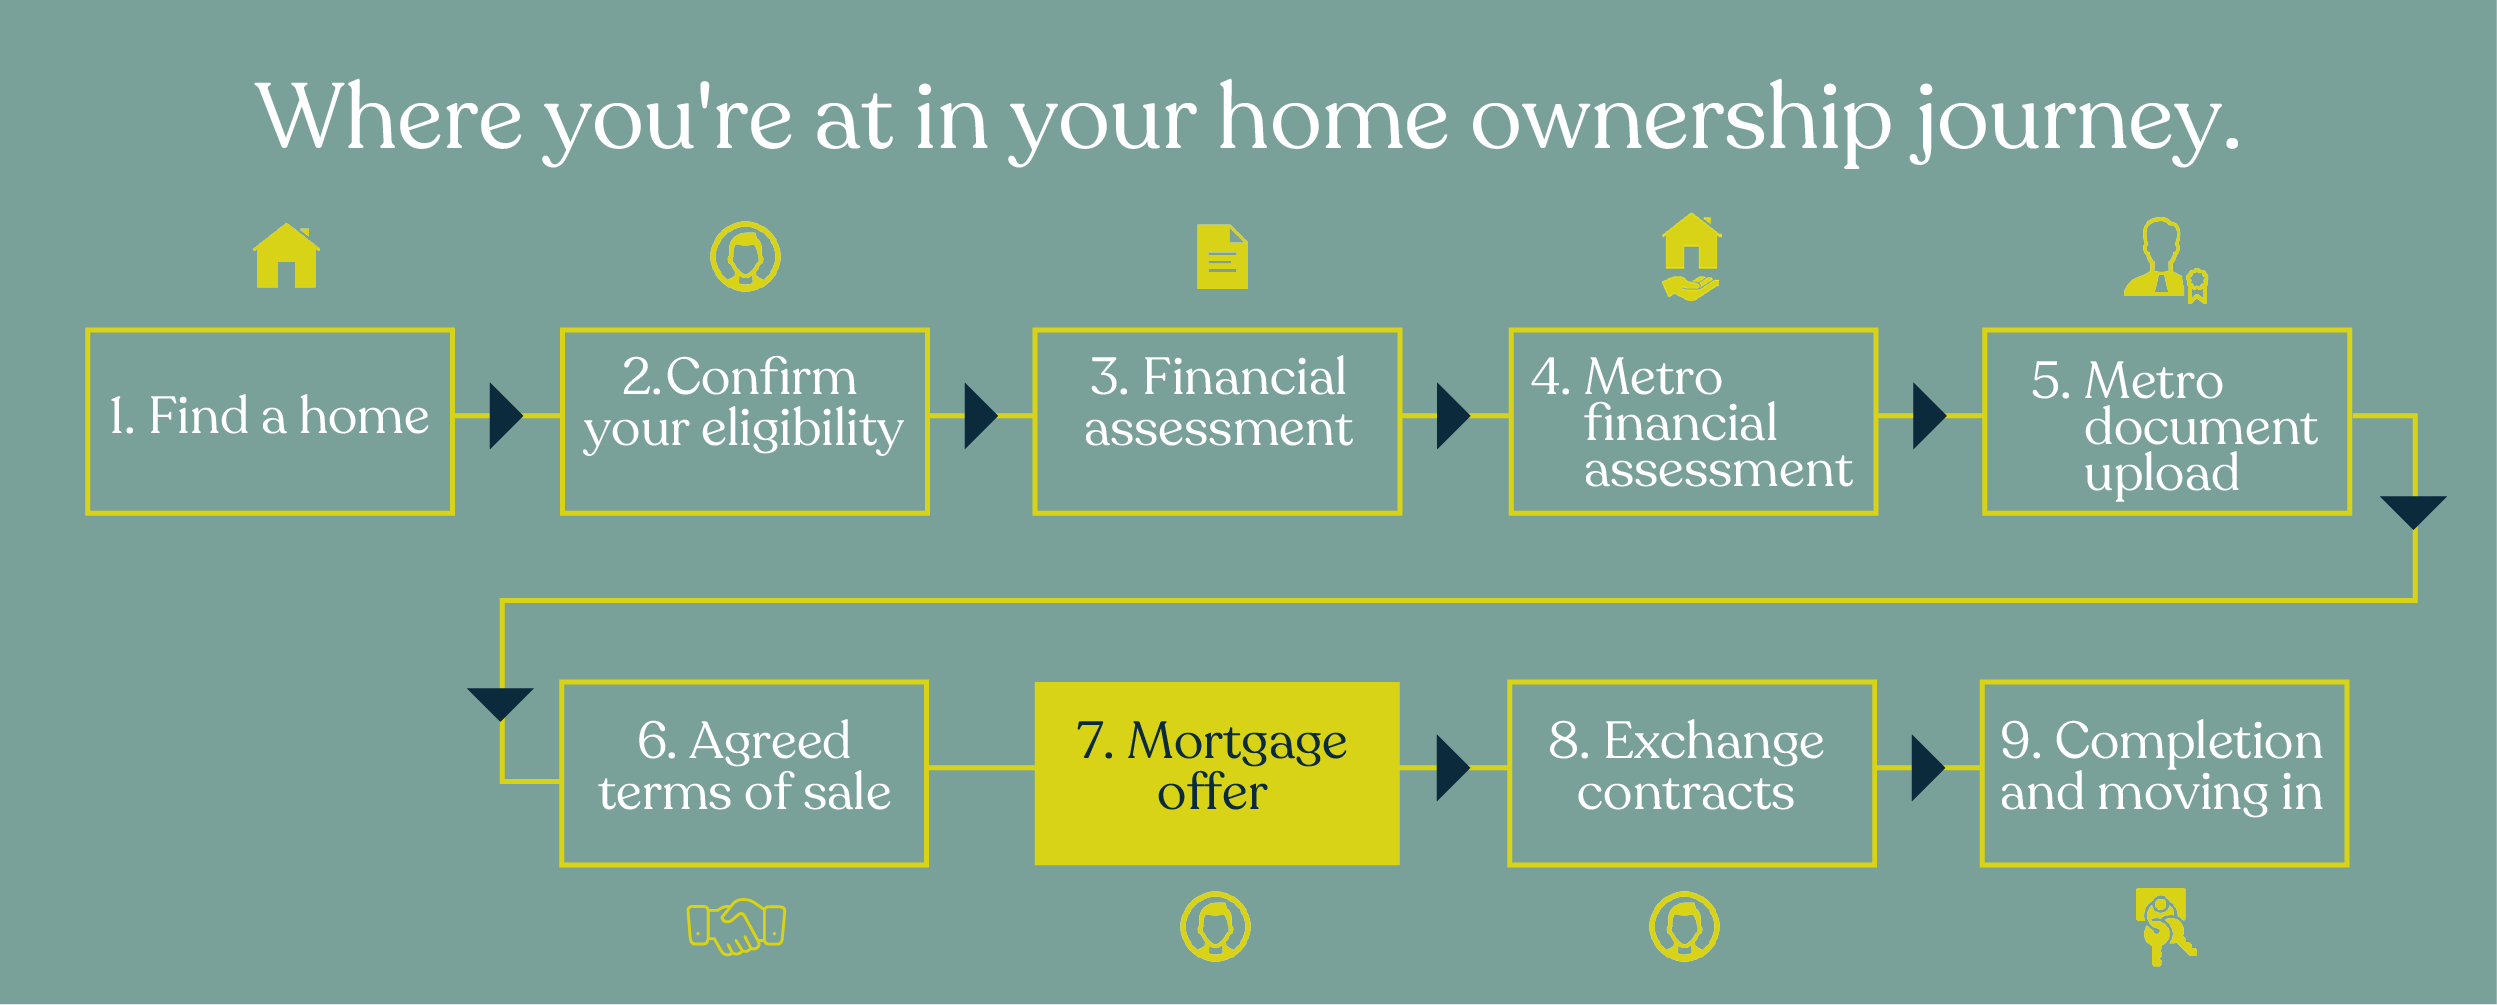 Where you're at in your home ownership journey.
1. Find a home
2.Confirm
your eligibility
3. Financial
assessment
4. Metro
financial
assessment
5. Metro
document
upload
6. Agreed
terms of sale
7. Mortgage
offer
8. Exchange
contracts
9. Completion
and moving in